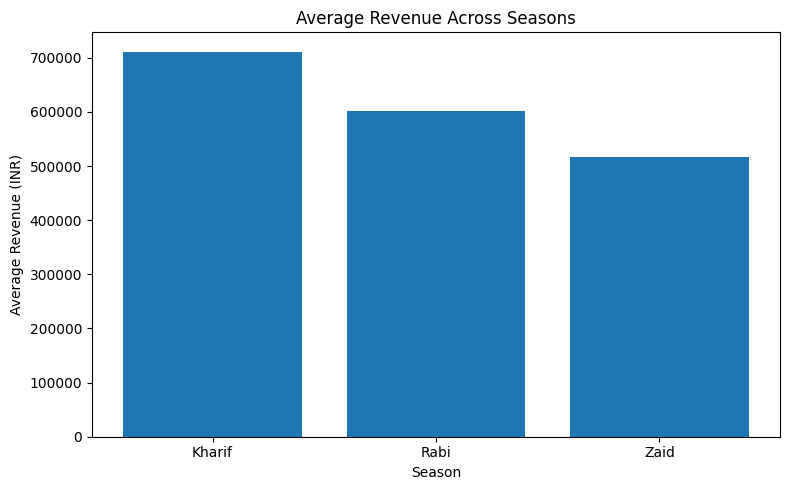 Average Revenue Across Seasons
Average Revenue (INR)
700000
600000
500000
400000
300000
200000
100000
0
Kharif
Rabi
Zaid
Season